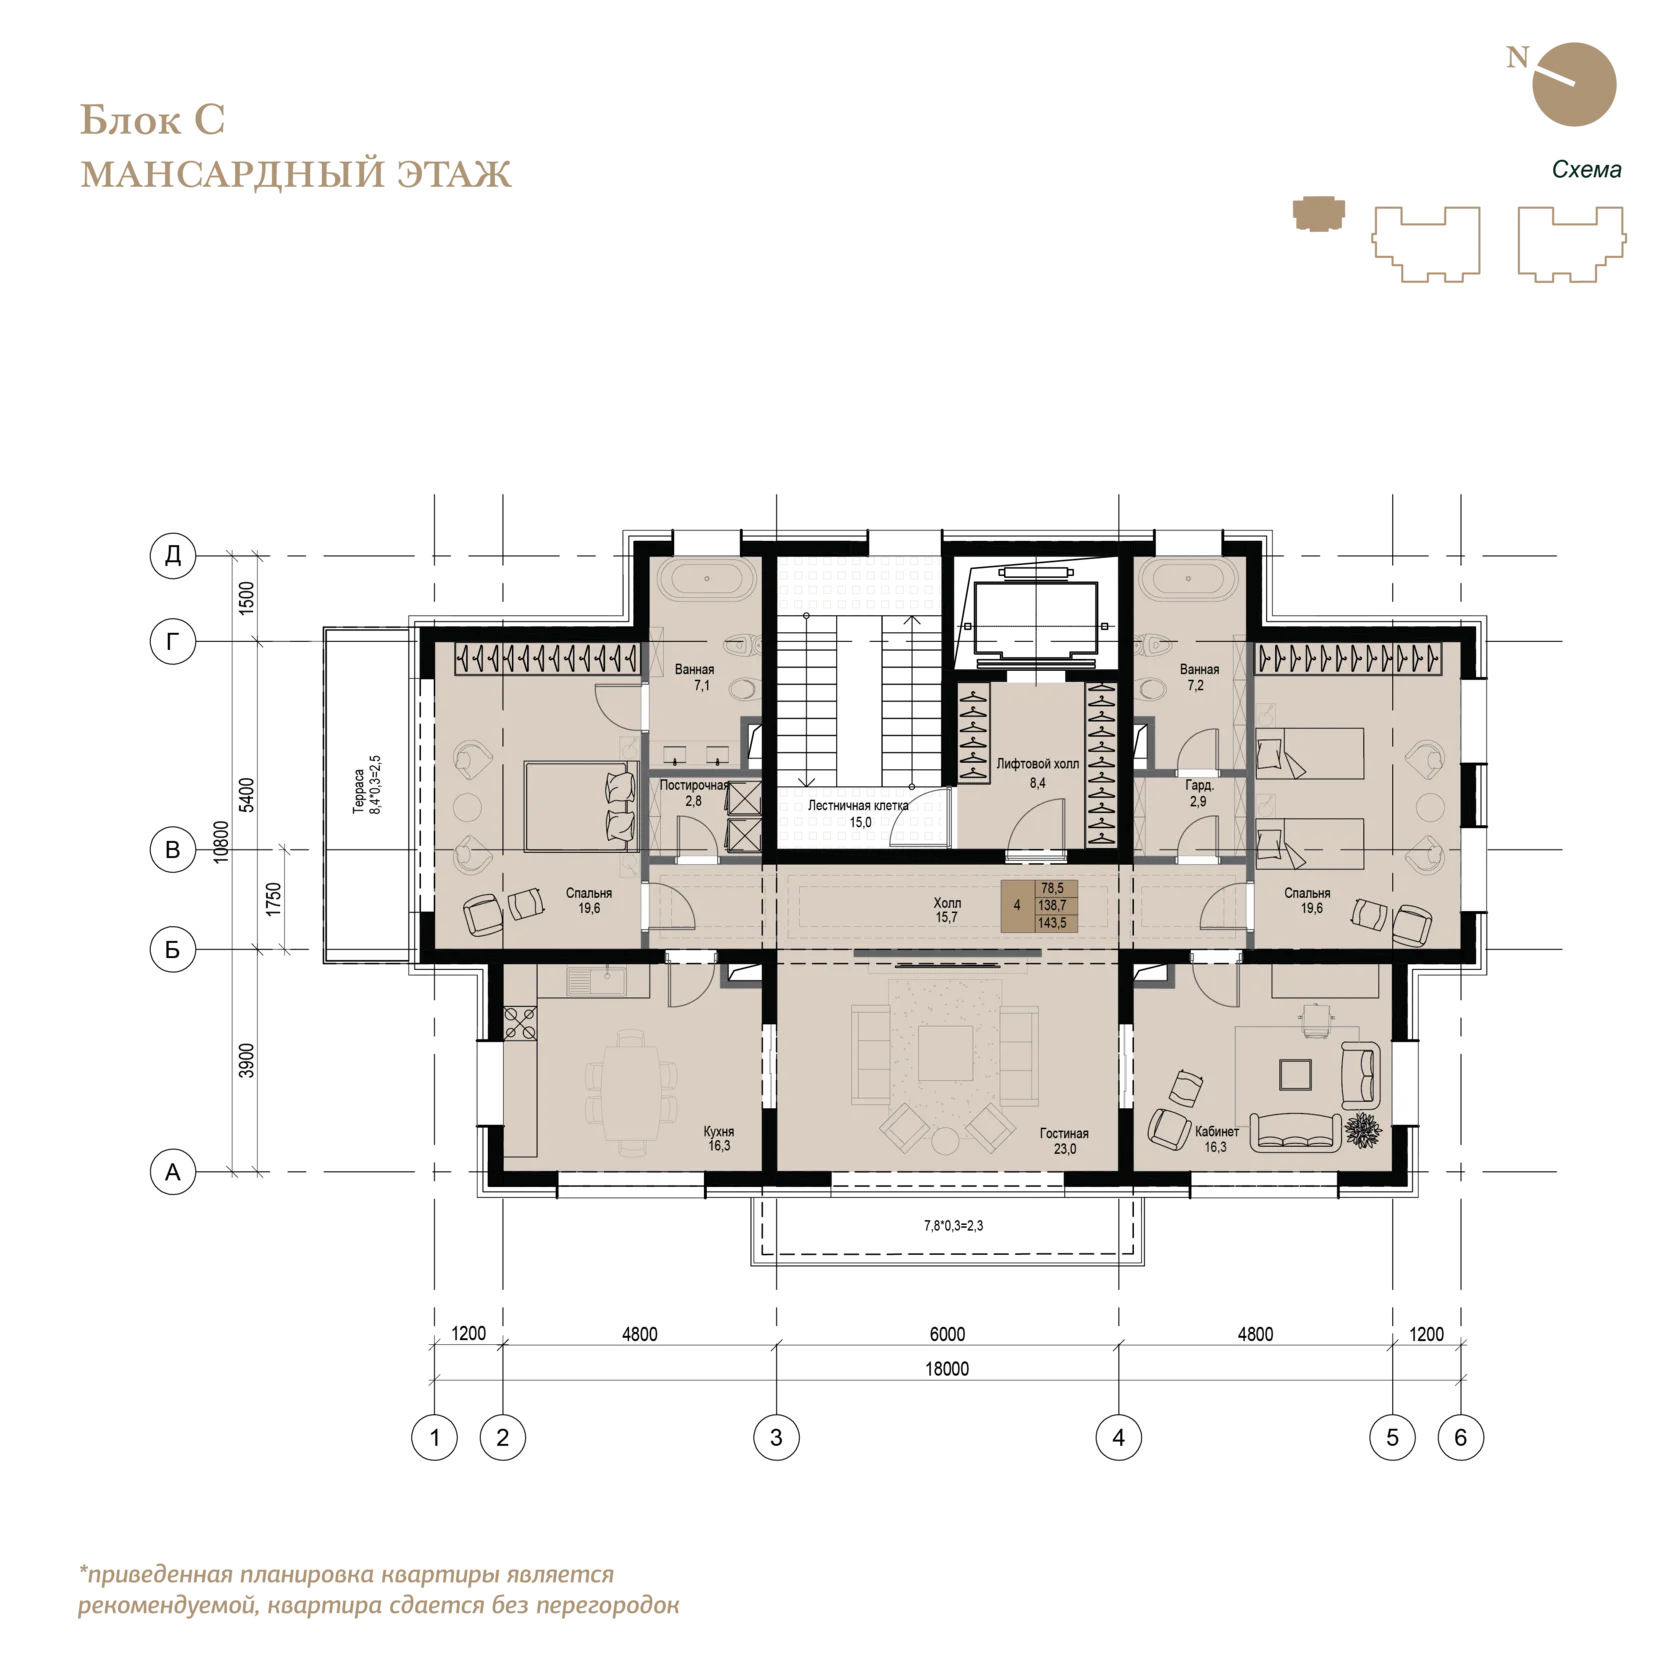 N
Блок С
МАНСАРДНЫЙ ЭТАЖ
Схема
Д
1500
Г
Ванная
7,1
Ванная
7,2
Терраса
8,4*0,3=2,5
5400
10800
Постирочная
2,8
Лифтовой холл
8,4
Гард.
2,9
Лестничная клетка
15,0
В
1750
Спальня
19,6
Холл
15,7
4
78,5
138,7
143,5
Спальня
19,6
Б
3900
Кухня
16,3
Гостиная
23,0
Кабинет
16,3
А
7,8*0,3=2,3
1200
4800
6000
4800
1200
18000
1
2
3
4
5
6
*приведенная планировка квартиры является
рекомендуемой, квартира сдается без перегородок